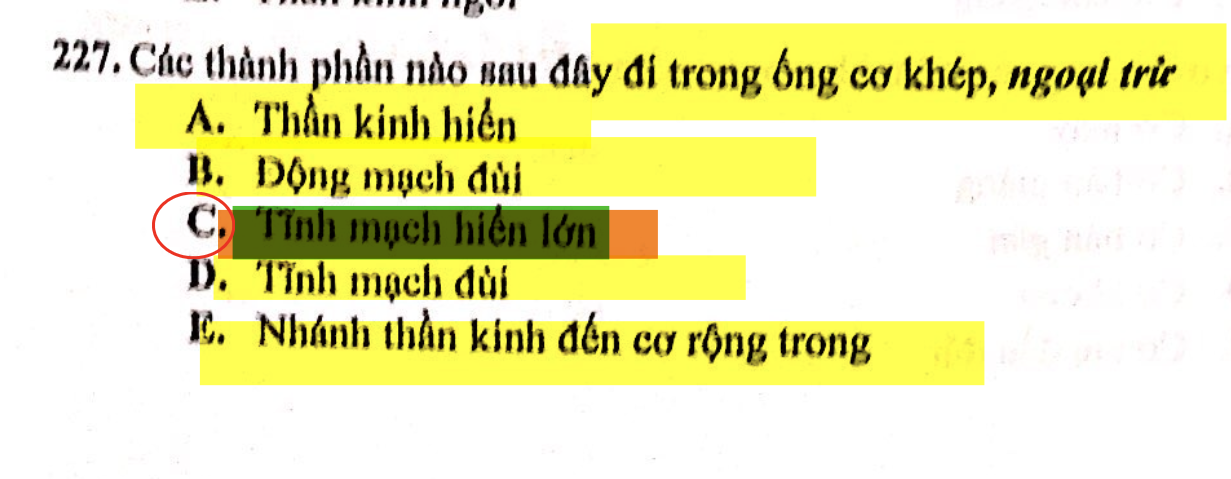 227. Các thành phần nào sau đây đi trong ống cơ khép, ngoại trừ
A. Thần kinh hiển
B. Động mạch đùi
C. Tĩnh mạch hiển lớn
D. Tĩnh mạch đùi
E. Nhánh thần kinh đến cơ rộng trong